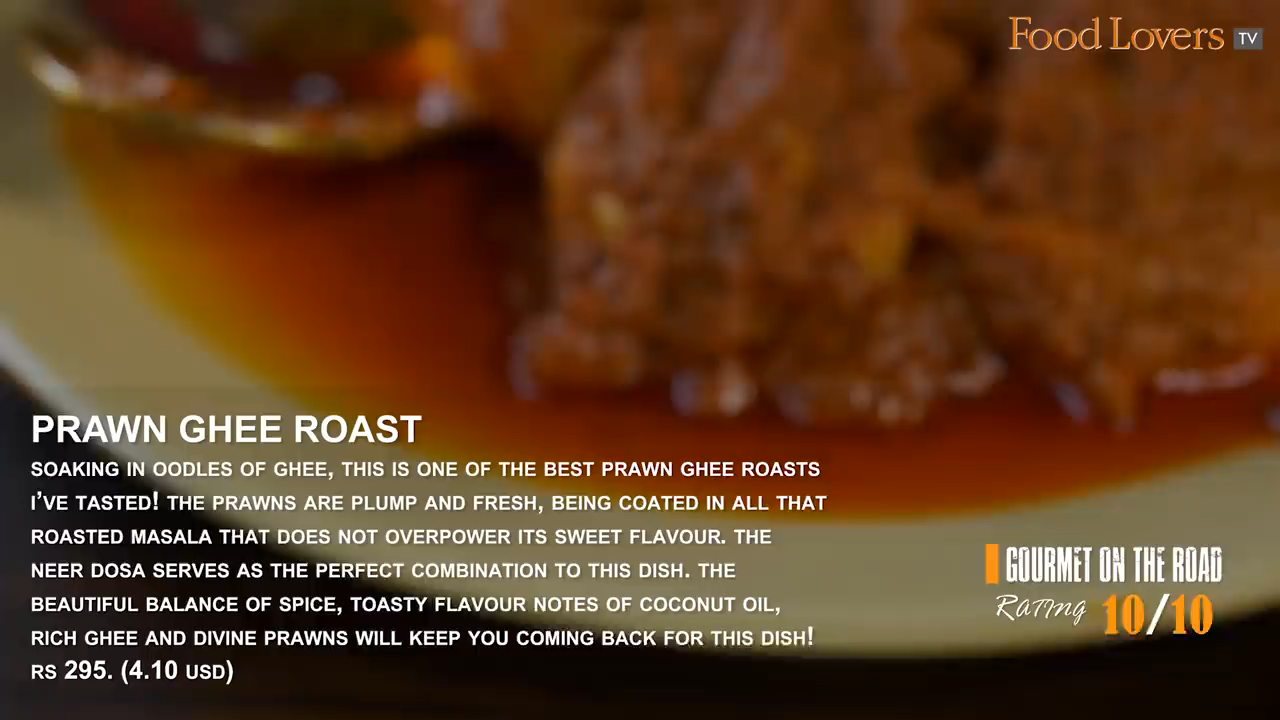 Food Lovers TV
PRAWN GHEE ROAST
SOAKING IN OODLES OF GHEE, THIS IS ONE OF THE BEST PRAWN GHEE ROASTS
I'VE TASTED! THE PRAWNS ARE PLUMP AND FRESH, BEING COATED IN ALL THAT
ROASTED MASALA THAT DOES NOT OVERPOWER ITS SWEET FLAVOUR. THE
NEER DOSA SERVES AS THE PERFECT COMBINATION TO THIS DISH. THE
BEAUTIFUL BALANCE OF SPICE, TOASTY FLAVOUR NOTES OF COCONUT OIL,
RICH GHEE AND DIVINE PRAWNS WILL KEEP YOU COMING BACK FOR THIS DISH!
RS 295. (4.10 USD)
GOURMET ON THE ROAD
Rating 10/10